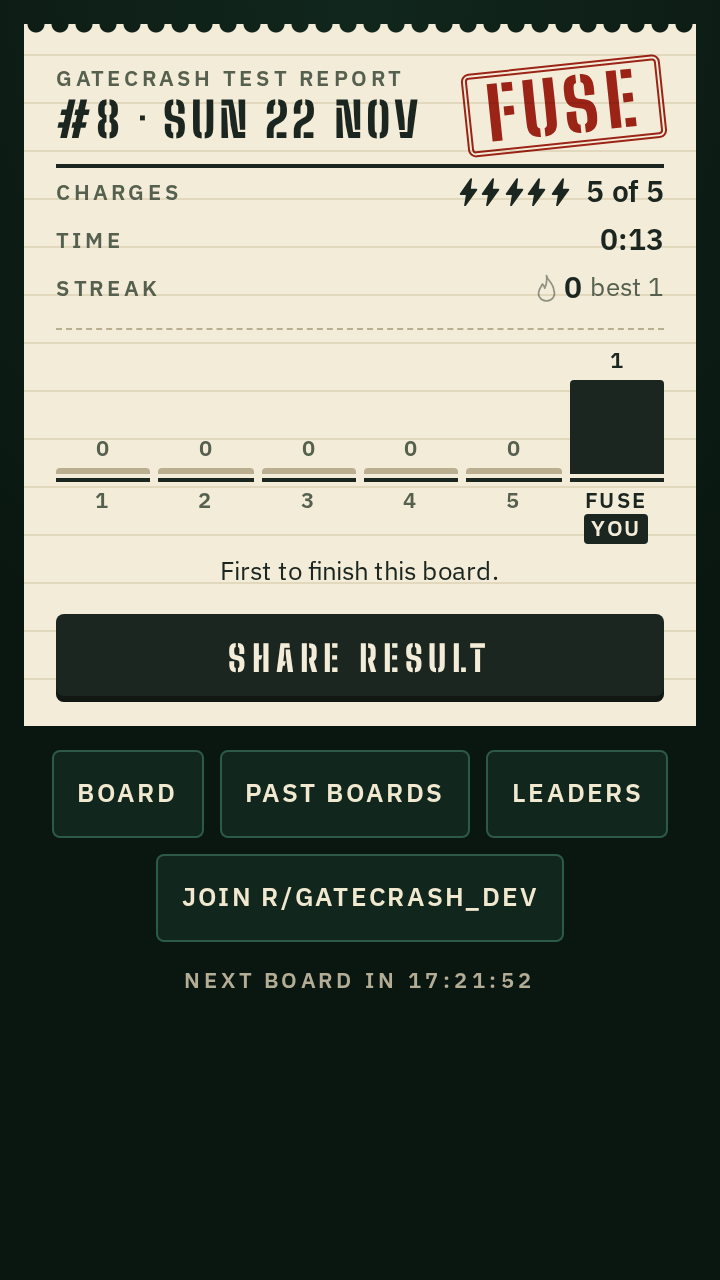 GATECRASH TEST REPORT
#8 · SUN 22 NOV
FUSE
CHARGES 5 of 5
TIME 0:13
STREAK 0 best 1
1
0 0 0 0 0
1 2 3 4 5 FUSE
YOU
First to finish this board.
SHARE RESULT
BOARD PAST BOARDS LEADERS
JOIN R/GATECRASH_DEV
NEXT BOARD IN 17:21:52